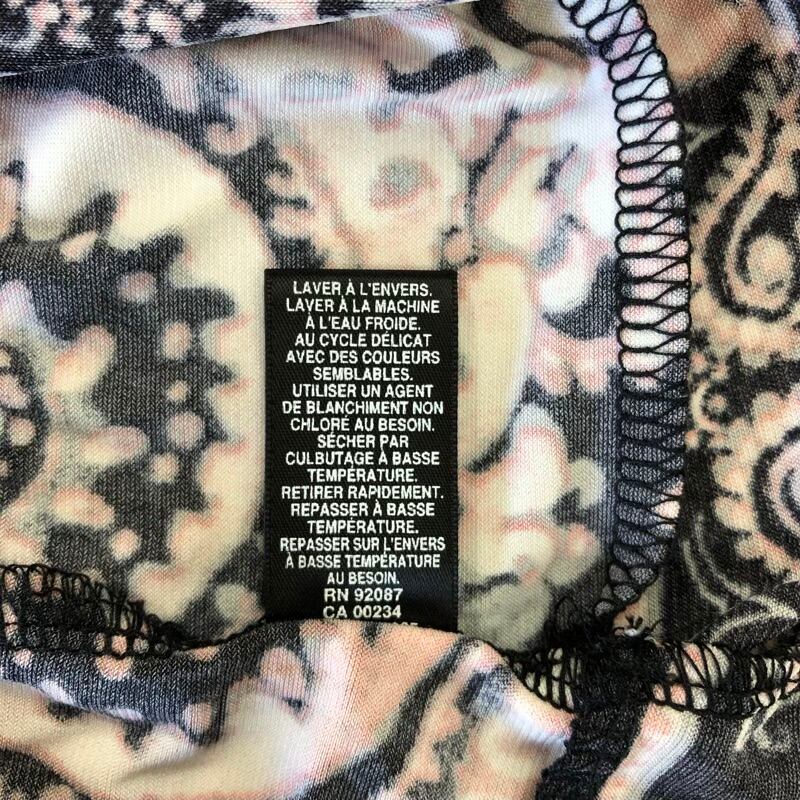 LAVER À L'ENVERS.
LAVER À LA MACHINE
À L'EAU FROIDE.
AU CYCLE DÉLICAT
AVEC DES COULEURS
SEMBLABLES.
UTILISER UN AGENT
DE BLANCHIMENT NON
CHLORÉ AU BESOIN.
SÉCHER PAR
CULBUTAGE À BASSE
TEMPÉRATURE.
RETIRER RAPIDEMENT.
REPASSER À BASSE
TEMPÉRATURE.
REPASSER SUR L'ENVERS
À BASSE TEMPÉRATURE
AU BESOIN.
RN 92087
CA 00234